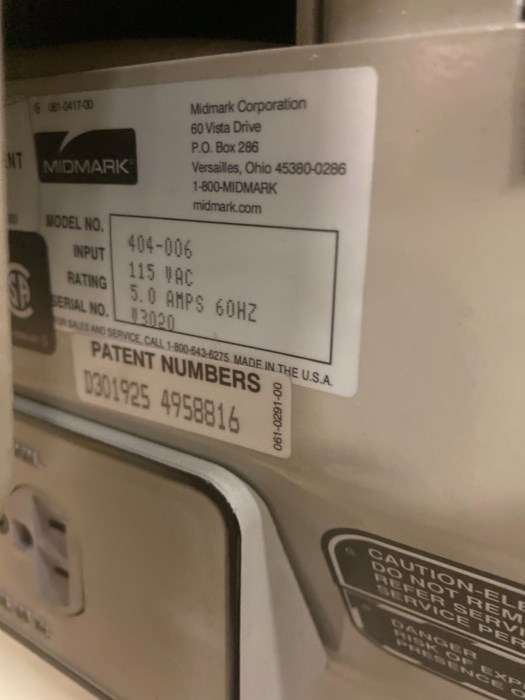 061-0417-00
MIDMARK
Midmark Corporation
60 Vista Drive
P.O. Box 286
Versailles, Ohio 45380-0286
1-800-MIDMARK
midmark.com
NT
MODEL NO. 404-006
INPUT 115 VAC
RATING 5.0 AMPS 60HZ
SERIAL NO. V3020
FOR SALES AND SERVICE, CALL 1-800-643-6275. MADE IN THE U.S.A.
PATENT NUMBERS
D301925 4958816
061-0291-00
CAUTION-ELE
DO NOT REM
REFER SERVI
SERVICE PER
DANGER EXP
RISK OF
PRESENCE